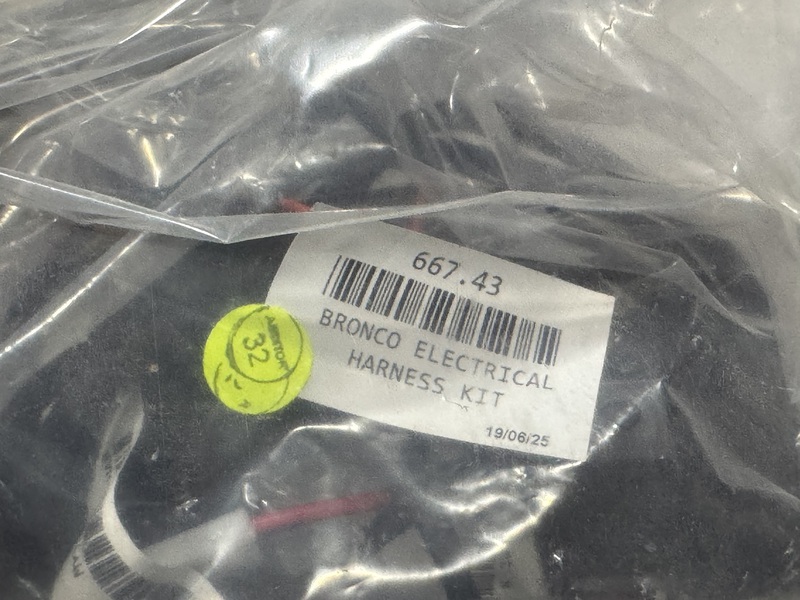 667.43
BRONCO ELECTRICAL
HARNESS KIT
19/06/25
32